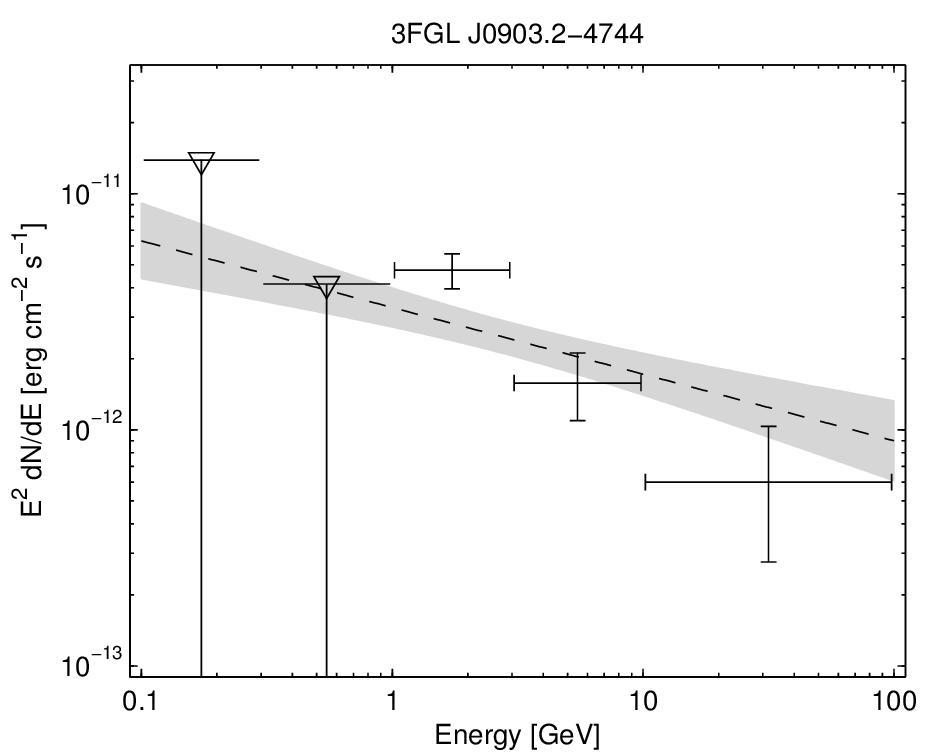 3FGL J0903.2−4744
E² dN/dE [erg cm⁻² s⁻¹]
10⁻¹¹
10⁻¹²
10⁻¹³
0.1 1 10 100
Energy [GeV]